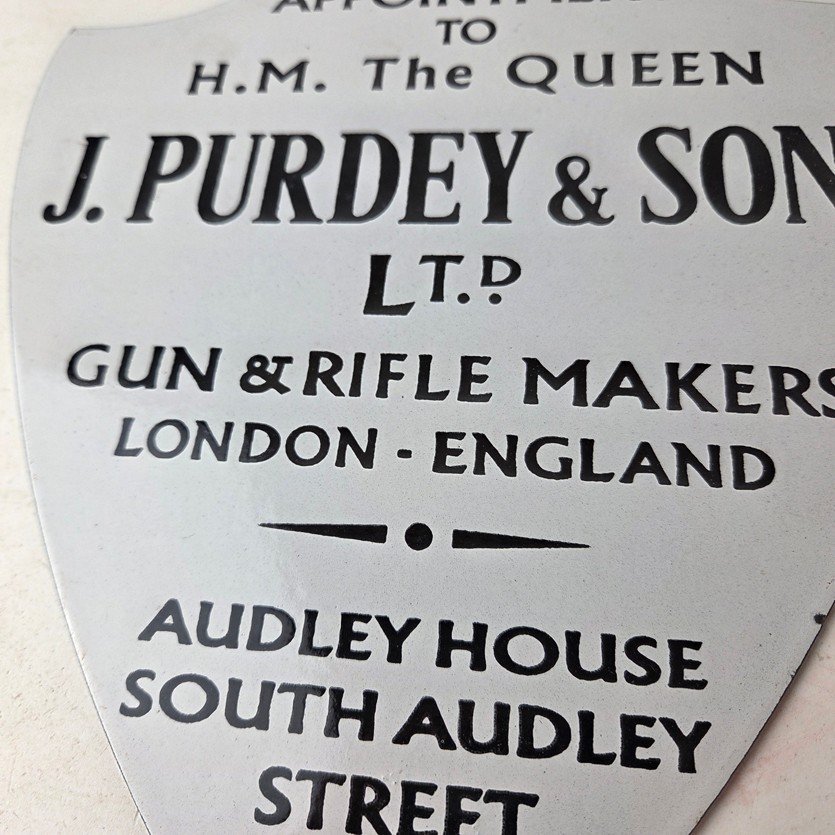 TO
H.M. The QUEEN
J. PURDEY & SON
LT.D.
GUN & RIFLE MAKERS
LONDON - ENGLAND
AUDLEY HOUSE
SOUTH AUDLEY
STREET